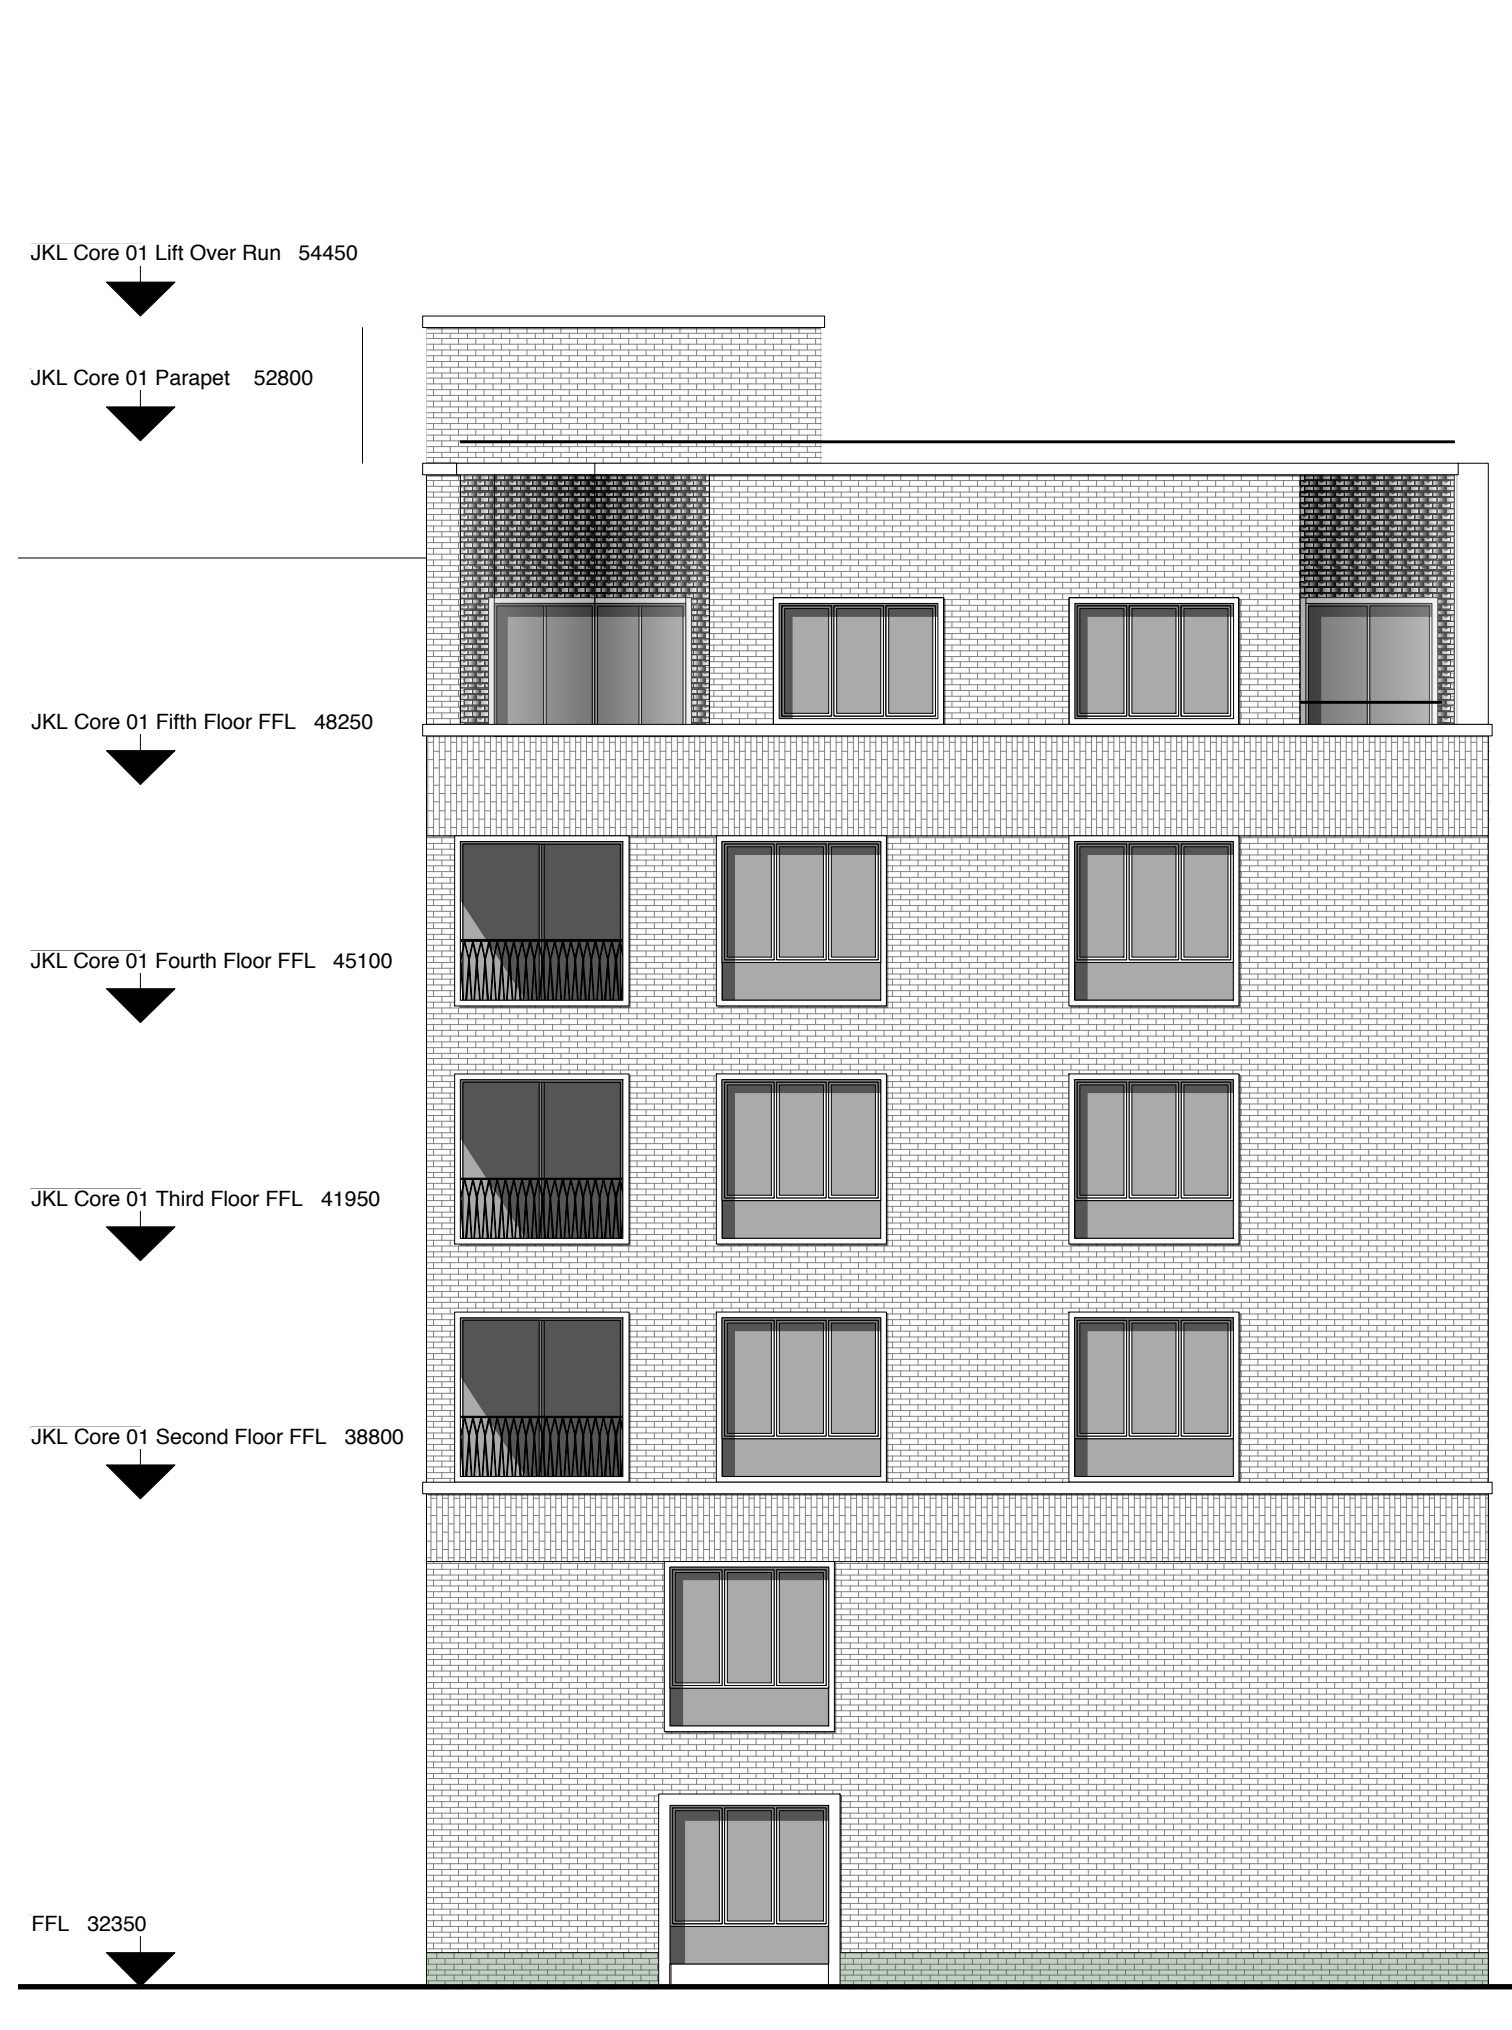 JKL Core 01 Lift Over Run 54450
JKL Core 01 Parapet 52800
JKL Core 01 Fifth Floor FFL 48250
JKL Core 01 Fourth Floor FFL 45100
JKL Core 01 Third Floor FFL 41950
JKL Core 01 Second Floor FFL 38800
FFL 32350